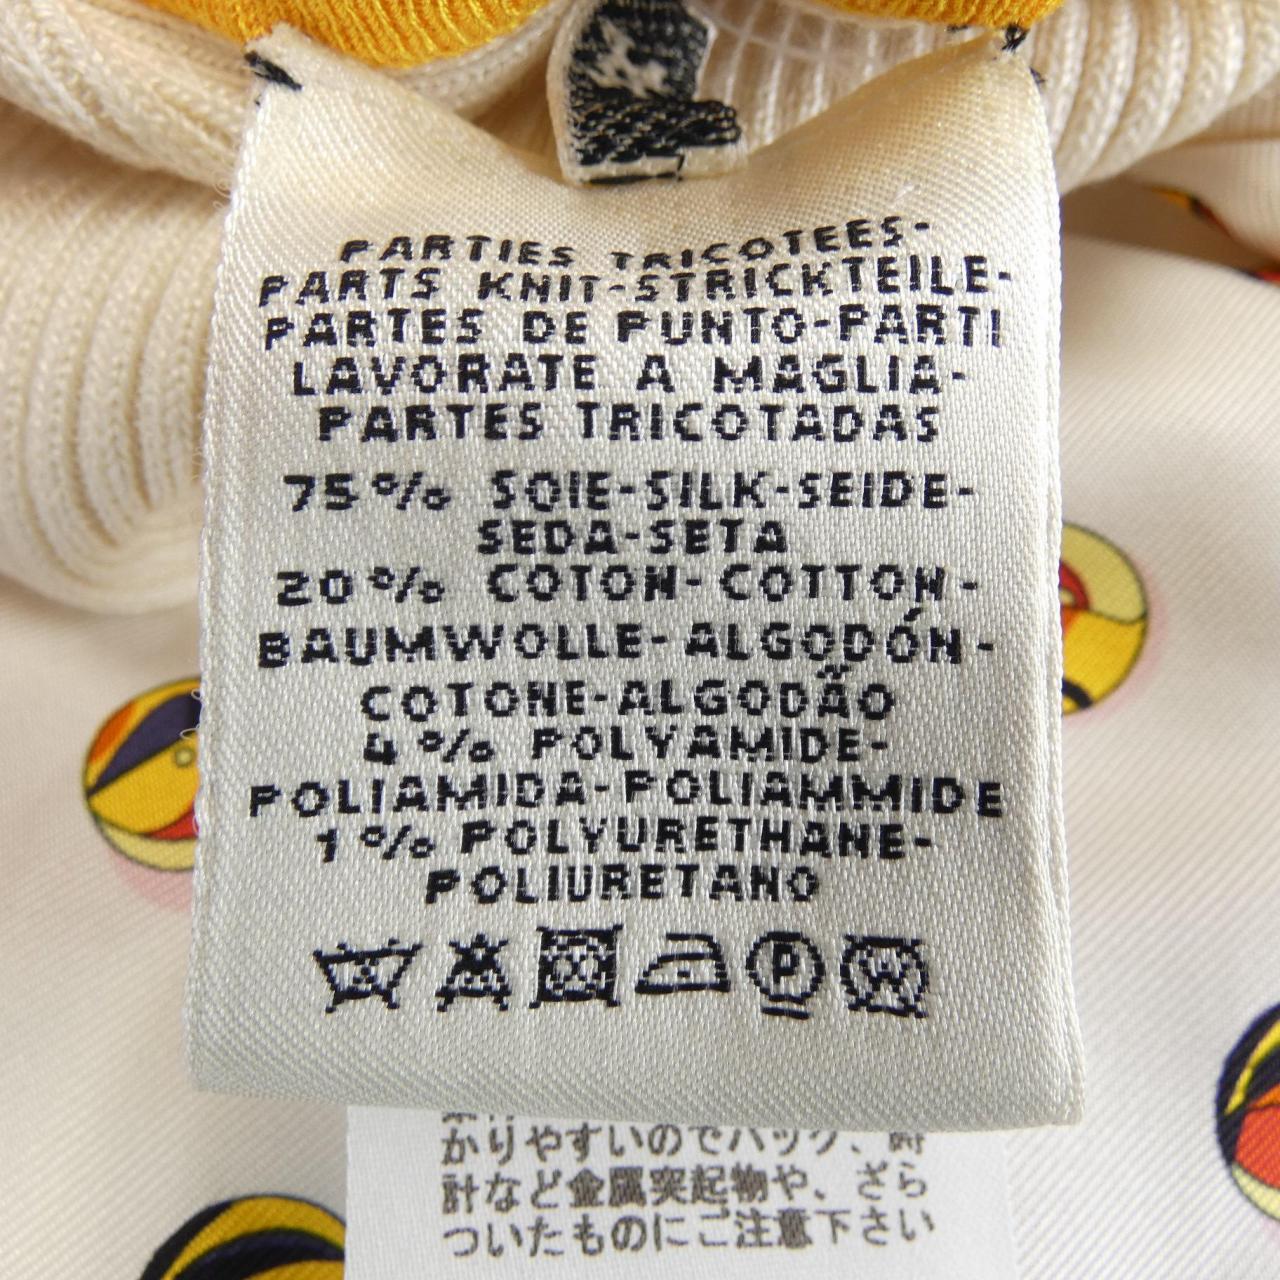 PARTIES TRICOTEES-
PARTS KNIT-STRICKTEILE-
PARTES DE PUNTO-PARTI
LAVORATE A MAGLIA-
PARTES TRICOTADAS
75% SOIE-SILK-SEIDE-
SEDA-SETA
20% COTON-COTTON-
BAUMWOLLE-ALGODÓN-
COTONE-ALGODÃO
4% POLYAMIDE-
POLIAMIDA-POLIAMMIDE
1% POLYURETHANE-
POLIURETANO
P W
かりやすいのでバッグ、時
計など金属突起物や、ざら
ついたものにご注意下さい